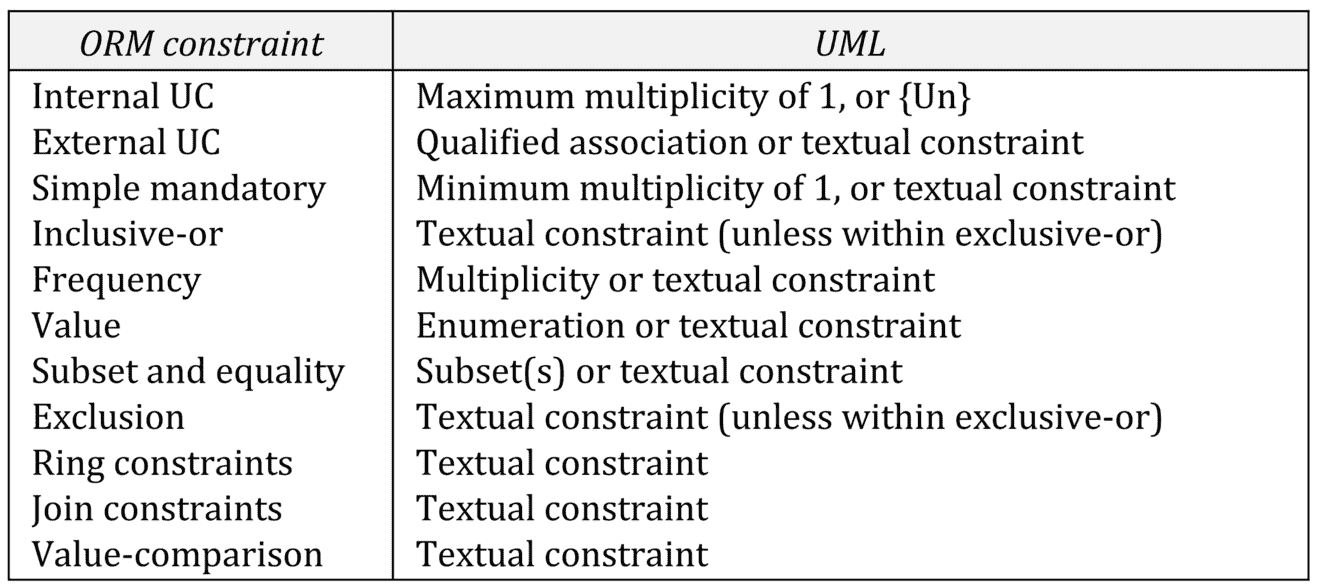 ORM constraint UML
Internal UC Maximum multiplicity of 1, or {Un}
External UC Qualified association or textual constraint
Simple mandatory Minimum multiplicity of 1, or textual constraint
Inclusive-or Textual constraint (unless within exclusive-or)
Frequency Multiplicity or textual constraint
Value Enumeration or textual constraint
Subset and equality Subset(s) or textual constraint
Exclusion Textual constraint (unless within exclusive-or)
Ring constraints Textual constraint
Join constraints Textual constraint
Value-comparison Textual constraint